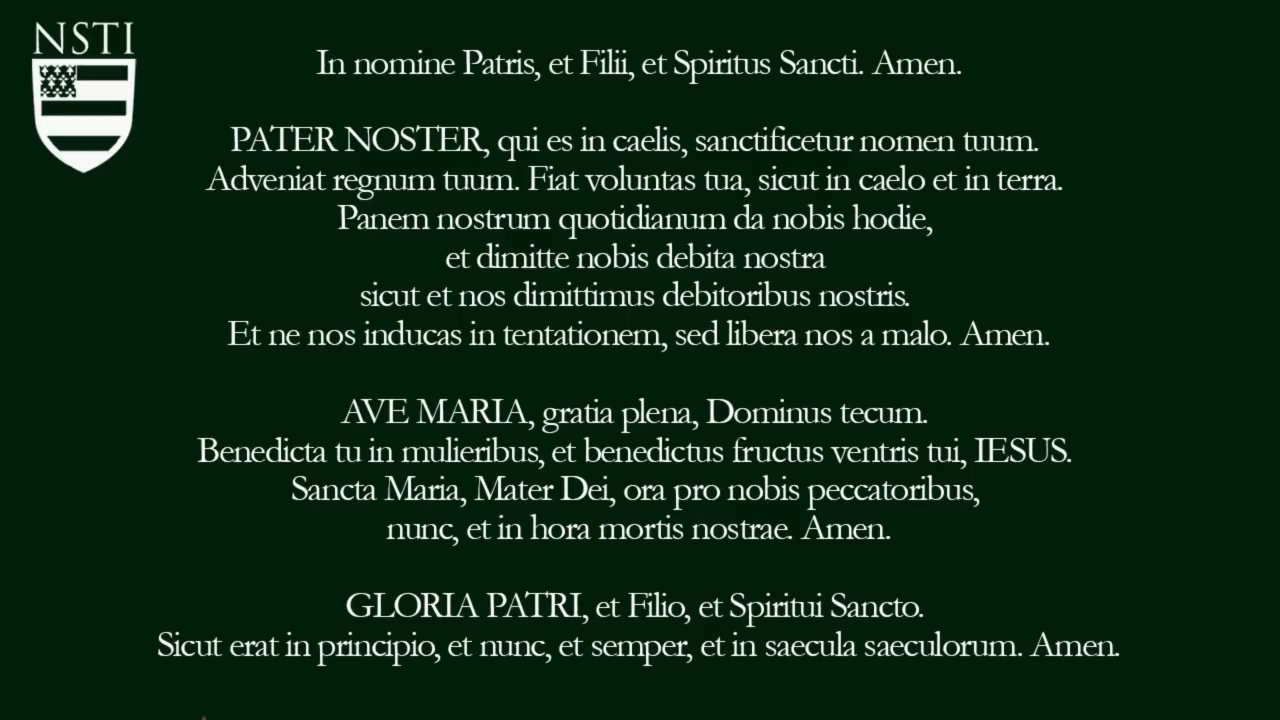 NSTI
In nomine Patris, et Filii, et Spiritus Sancti. Amen.
PATER NOSTER, qui es in caelis, sanctificetur nomen tuum.
Adveniat regnum tuum. Fiat voluntas tua, sicut in caelo et in terra.
Panem nostrum quotidianum da nobis hodie,
et dimitte nobis debita nostra
sicut et nos dimittimus debitoribus nostris.
Et ne nos inducas in tentationem, sed libera nos a malo. Amen.
AVE MARIA, gratia plena, Dominus tecum.
Benedicta tu in mulieribus, et benedictus fructus ventris tui, IESUS.
Sancta Maria, Mater Dei, ora pro nobis peccatoribus,
nunc, et in hora mortis nostrae. Amen.
GLORIA PATRI, et Filio, et Spiritui Sancto.
Sicut erat in principio, et nunc, et semper, et in saecula saeculorum. Amen.